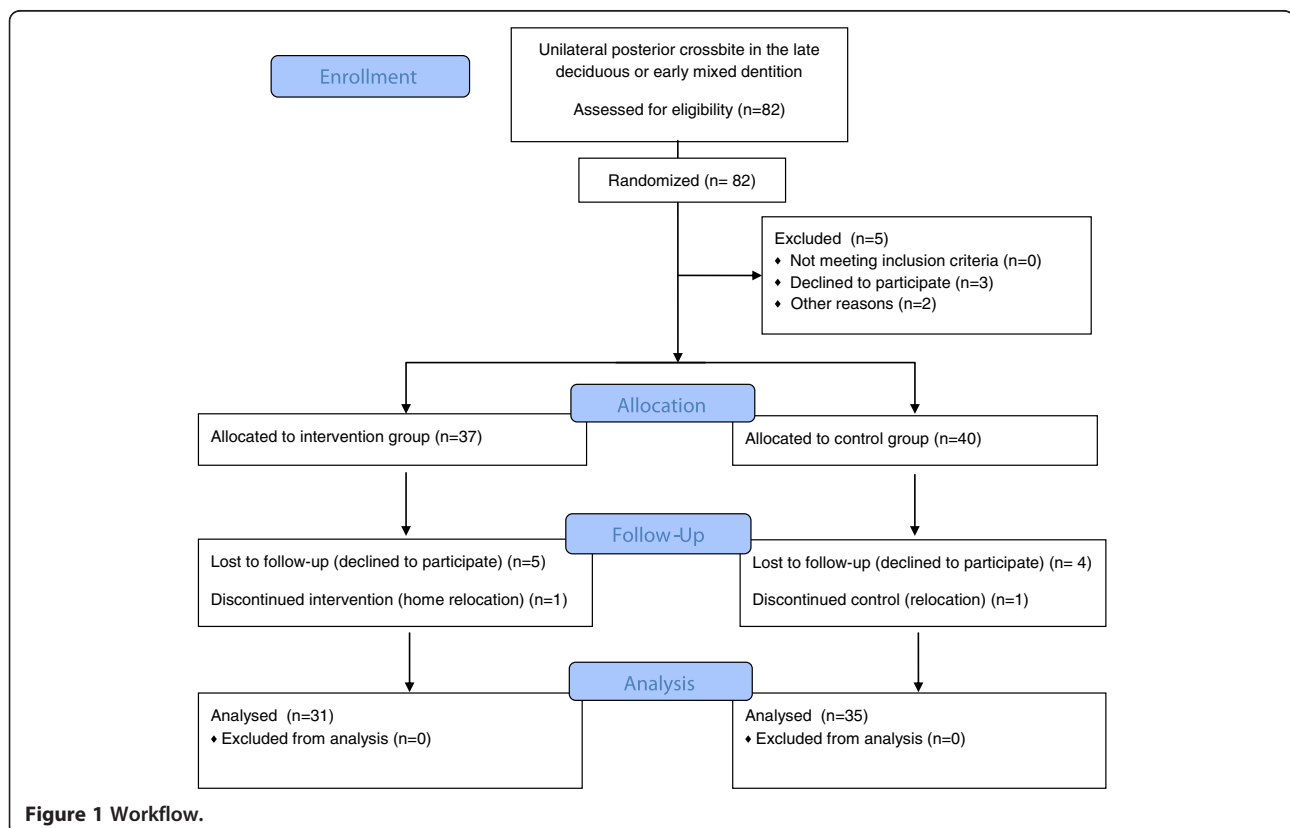 Enrollment
Unilateral posterior crossbite in the late
deciduous or early mixed dentition
Assessed for eligibility (n=82)
Randomized (n= 82)
Excluded (n=5)
♦ Not meeting inclusion criteria (n=0)
♦ Declined to participate (n=3)
♦ Other reasons (n=2)
Allocation
Allocated to intervention group (n=37)
Allocated to control group (n=40)
Follow-Up
Lost to follow-up (declined to participate) (n=5)
Discontinued intervention (home relocation) (n=1)
Lost to follow-up (declined to participate) (n= 4)
Discontinued control (relocation) (n=1)
Analysis
Analysed (n=31)
♦ Excluded from analysis (n=0)
Analysed (n=35)
♦ Excluded from analysis (n=0)
Figure 1 Workflow.